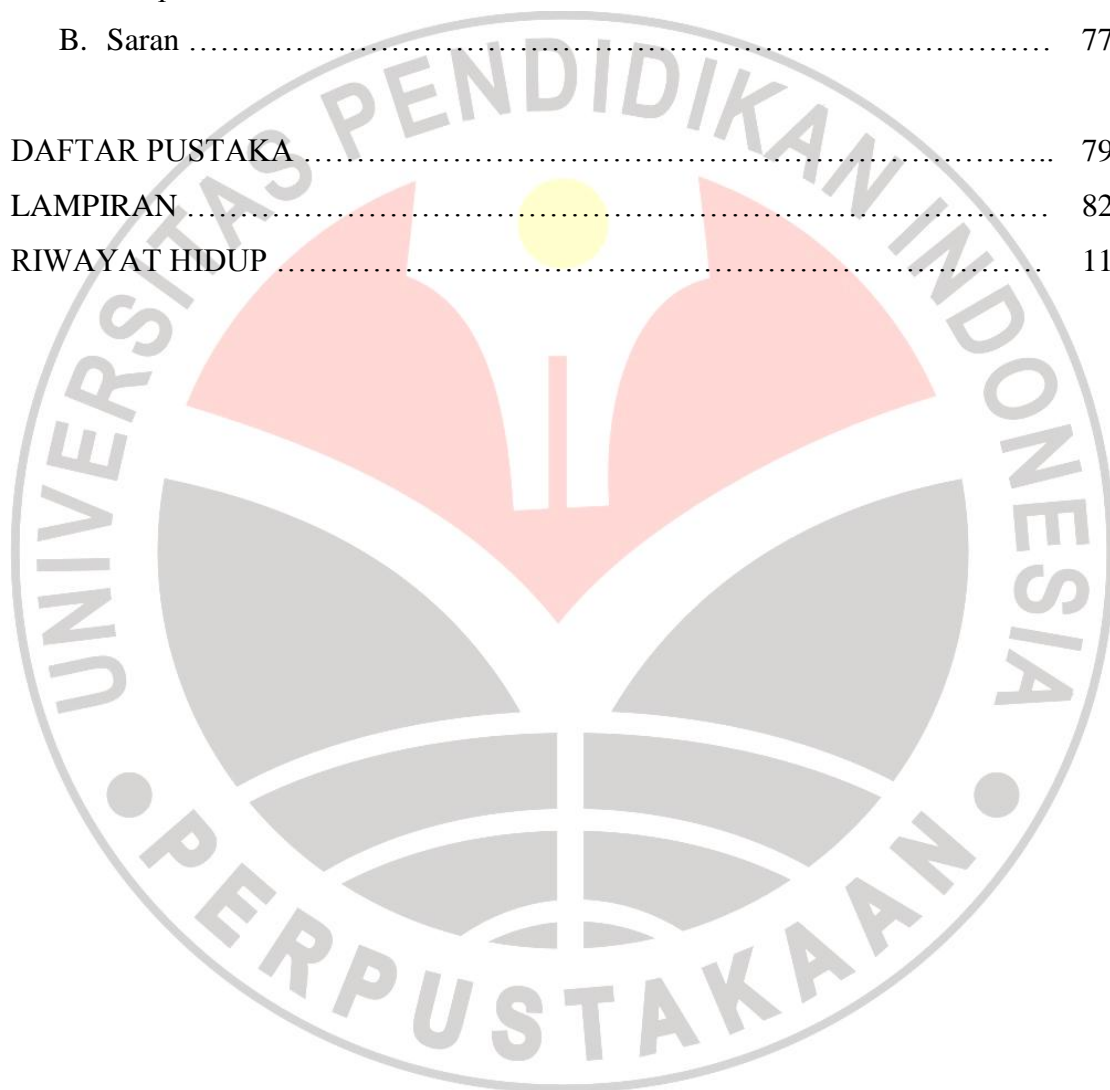 B. Saran ……………………………………………………………………… 77
DAFTAR PUSTAKA …………………………………………………………….. 79
LAMPIRAN ……………………………………………………………………… 82
RIWAYAT HIDUP ……………………………………………………………… 11
UNIVERSITAS PENDIDIKAN INDONESIA
PERPUSTAKAAN